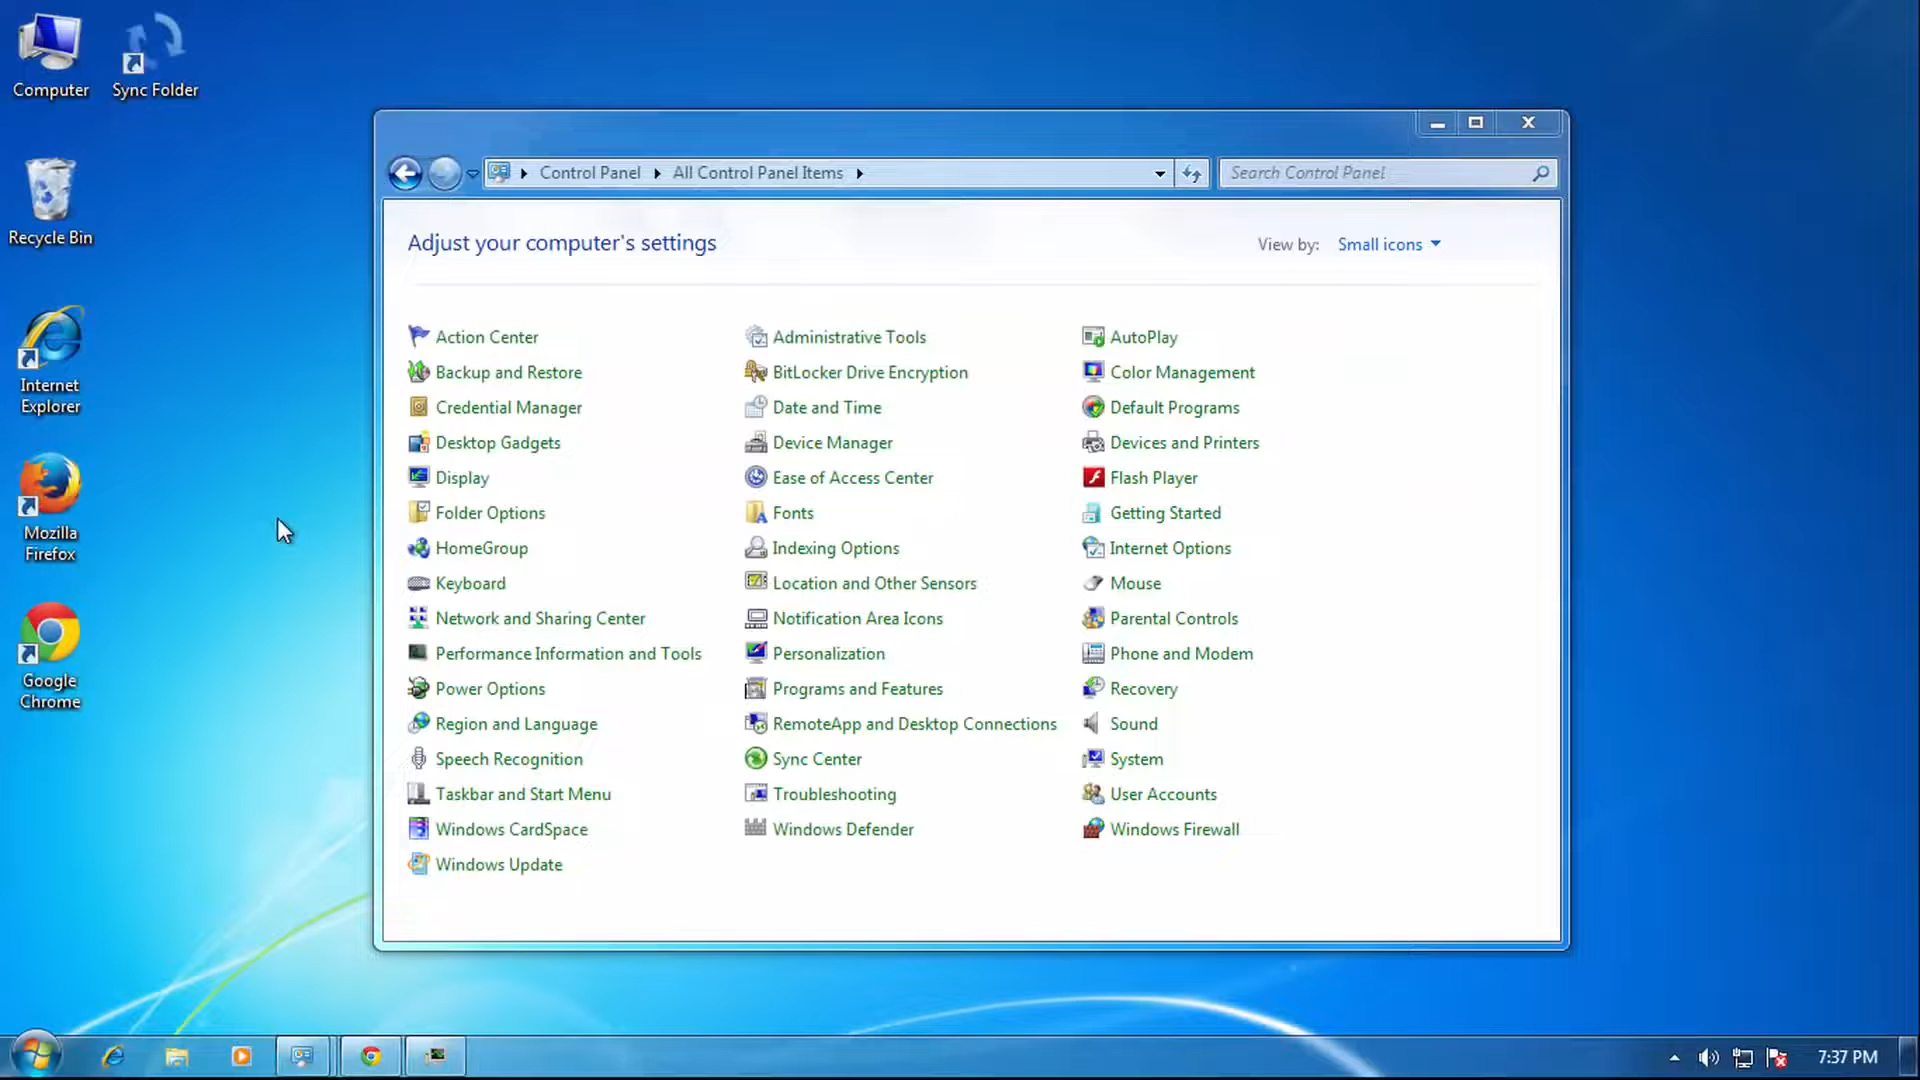 Computer
Sync Folder
Recycle Bin
Internet
Explorer
Mozilla
Firefox
Google
Chrome
Control Panel
All Control Panel Items
Search Control Panel
Adjust your computer's settings
View by:
Small icons
Action Center
Administrative Tools
AutoPlay
Backup and Restore
BitLocker Drive Encryption
Color Management
Credential Manager
Date and Time
Default Programs
Desktop Gadgets
Device Manager
Devices and Printers
Display
Ease of Access Center
Flash Player
Folder Options
Fonts
Getting Started
HomeGroup
Indexing Options
Internet Options
Keyboard
Location and Other Sensors
Mouse
Network and Sharing Center
Notification Area Icons
Parental Controls
Performance Information and Tools
Personalization
Phone and Modem
Power Options
Programs and Features
Recovery
Region and Language
RemoteApp and Desktop Connections
Sound
Speech Recognition
Sync Center
System
Taskbar and Start Menu
Troubleshooting
User Accounts
Windows CardSpace
Windows Defender
Windows Firewall
Windows Update
7:37 PM